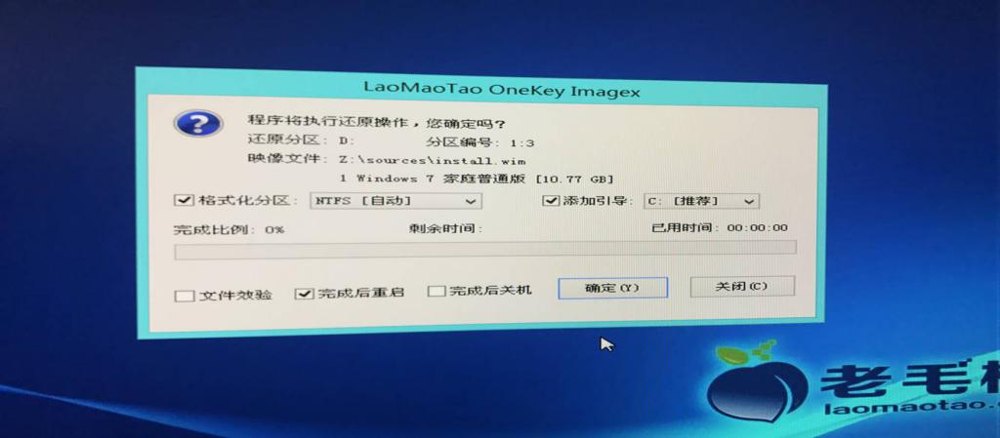 LaoMaoTao OneKey Imagex
程序将执行还原操作，您确定吗？
还原分区： D: 分区编号： 1:3
映像文件： Z:\sources\install.wim
1 Windows 7 家庭普通版 [10.77 GB]
格式化分区： NTFS [自动] 添加引导： C: [推荐]
完成比例： 0% 剩余时间： 已用时间： 00:00:00
文件效验 完成后重启 完成后关机 确定(Y) 关闭(C)
老毛
laomaotao.